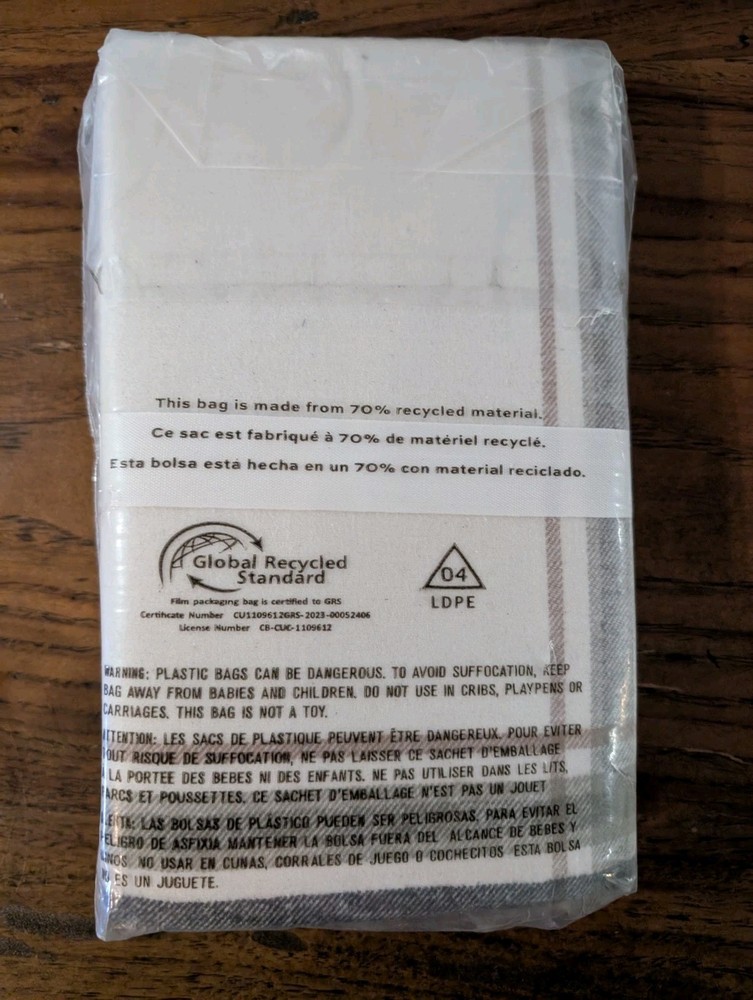 This bag is made from 70% recycled material.
Ce sac est fabriqué à 70% de matériel recyclé.
Esta bolsa está hecha en un 70% con material reciclado.
Global Recycled
Standard
Film packaging bag is certified to GRS
Certificate Number CU1109612GRS-2023-00052406
License Number CB-CUC-1109612
04
LDPE
WARNING: PLASTIC BAGS CAN BE DANGEROUS. TO AVOID SUFFOCATION, KEEP
BAG AWAY FROM BABIES AND CHILDREN. DO NOT USE IN CRIBS, PLAYPENS OR
CARRIAGES. THIS BAG IS NOT A TOY.
ATTENTION: LES SACS DE PLASTIQUE PEUVENT ÊTRE DANGEREUX. POUR EVITER
TOUT RISQUE DE SUFFOCATION, NE PAS LAISSER CE SACHET D'EMBALLAGE
A LA PORTEE DES BEBES NI DES ENFANTS. NE PAS UTILISER DANS LES LITS,
PARCS ET POUSSETTES. CE SACHET D'EMBALLAGE N'EST PAS UN JOUET
LAS BOLSAS DE PLÁSTICO PUEDEN SER PELIGROSAS. PARA EVITAR EL
PELIGRO DE ASFIXIA MANTENER LA BOLSA FUERA DEL ALCANCE DE BEBES Y
NO USAR EN CUNAS, CORRALES DE JUEGO O COCHECITOS ESTA BOLSA
NO ES UN JUGUETE.